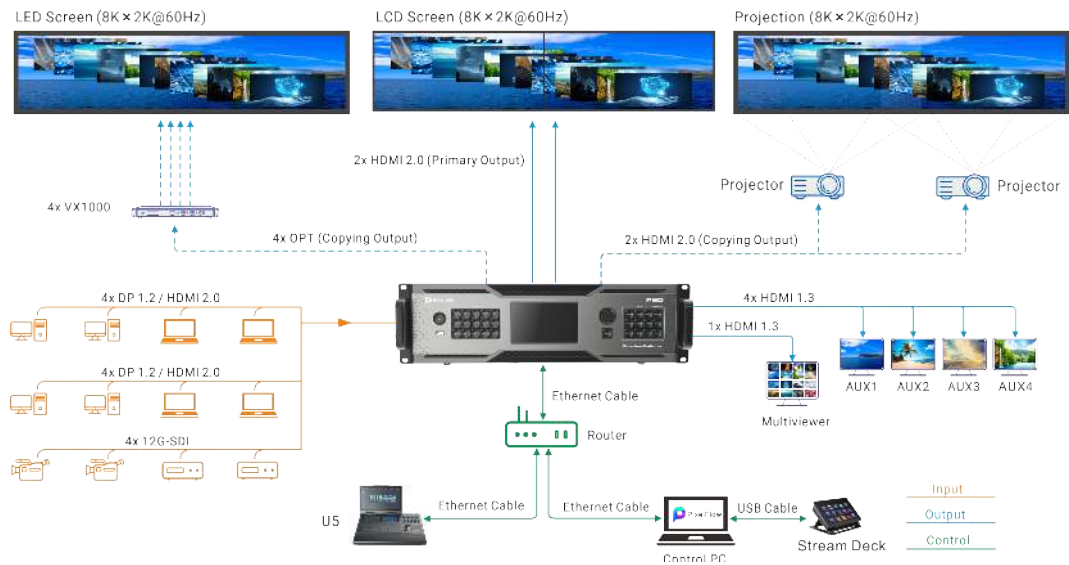 LED Screen (8K × 2K@60Hz)
LCD Screen (8K × 2K@60Hz)
Projection (8K × 2K@60Hz)
2x HDMI 2.0 (Primary Output)
Projector
Projector
4x VX1000
4x OPT (Copying Output)
2x HDMI 2.0 (Copying Output)
4x DP 1.2 / HDMI 2.0
4x HDMI 1.3
1x HDMI 1.3
4x DP 1.2 / HDMI 2.0
AUX1
AUX2
AUX3
AUX4
Ethernet Cable
Multiviewer
Router
4x 12G-SDI
U5
Ethernet Cable
Ethernet Cable
PixelFlow
USB Cable
Control PC
Stream Deck
Input
Output
Control